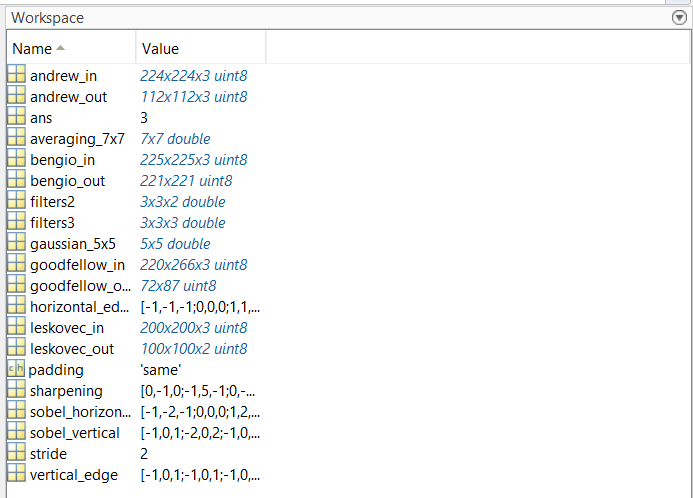 Workspace
Name Value
andrew_in 224x224x3 uint8
andrew_out 112x112x3 uint8
ans 3
averaging_7x7 7x7 double
bengio_in 225x225x3 uint8
bengio_out 221x221 uint8
filters2 3x3x2 double
filters3 3x3x3 double
gaussian_5x5 5x5 double
goodfellow_in 220x266x3 uint8
goodfellow_o... 72x87 uint8
horizontal_ed... [-1,-1,-1;0,0,0;1,1,...
leskovec_in 200x200x3 uint8
leskovec_out 100x100x2 uint8
ch padding 'same'
sharpening [0,-1,0;-1,5,-1;0,-...
sobel_horizon... [-1,-2,-1;0,0,0;1,2,...
sobel_vertical [-1,0,1;-2,0,2;-1,0,...
stride 2
vertical_edge [-1,0,1;-1,0,1;-1,0,...